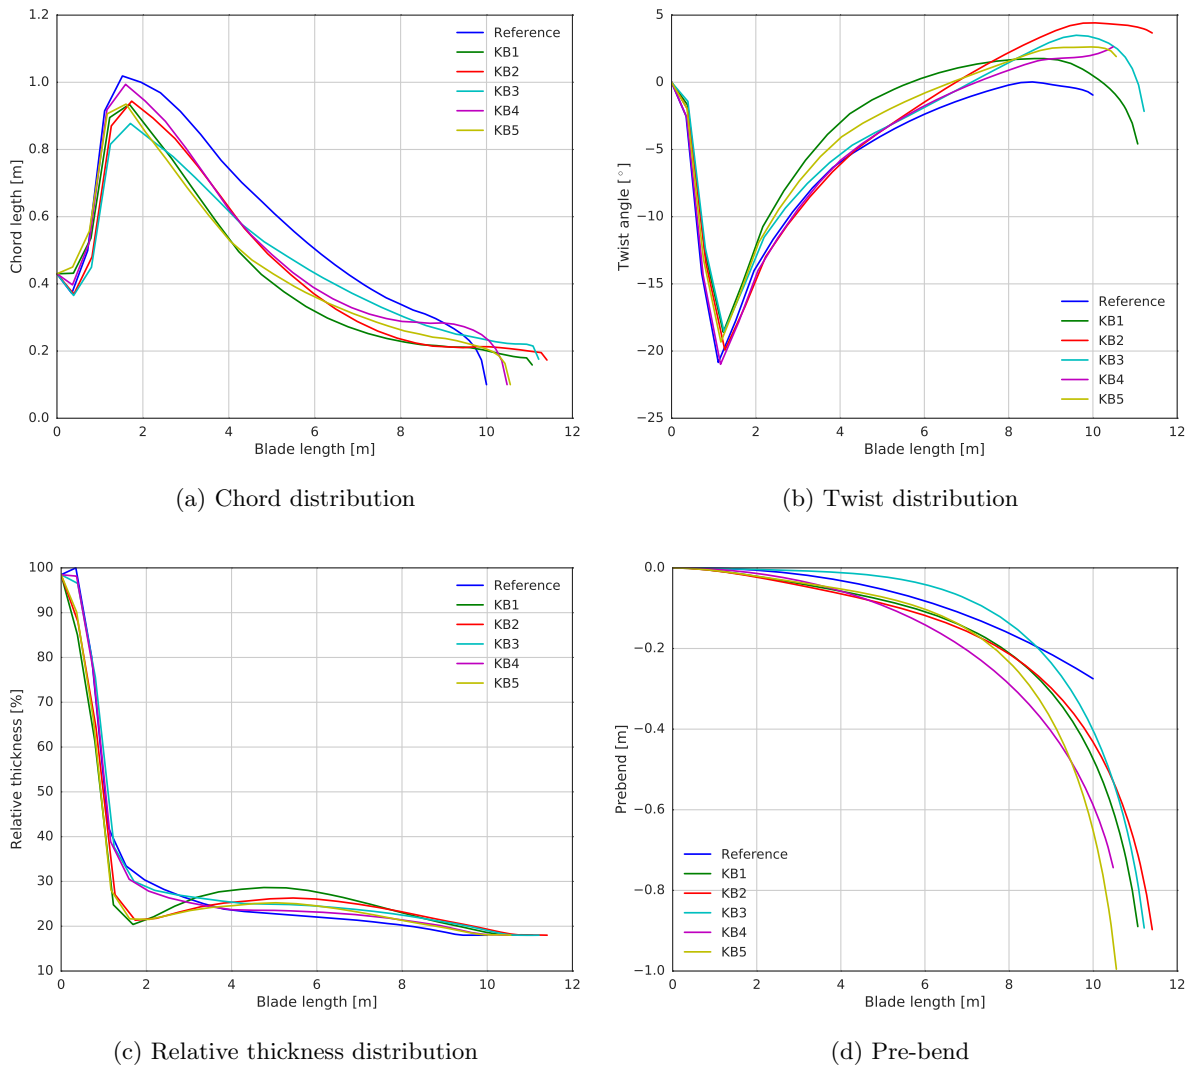 1.2
1.0
0.8
0.6
0.4
0.2
0.0
Chord legth [m]
0 2 4 6 8 10 12
Blade length [m]
Reference
KB1
KB2
KB3
KB4
KB5
(a) Chord distribution
5
0
−5
−10
−15
−20
−25
Twist angle [°]
0 2 4 6 8 10 12
Blade length [m]
Reference
KB1
KB2
KB3
KB4
KB5
(b) Twist distribution
100
90
80
70
60
50
40
30
20
10
Relative thickness [%]
0 2 4 6 8 10 12
Blade length [m]
Reference
KB1
KB2
KB3
KB4
KB5
(c) Relative thickness distribution
0.0
−0.2
−0.4
−0.6
−0.8
−1.0
Prebend [m]
0 2 4 6 8 10 12
Blade length [m]
Reference
KB1
KB2
KB3
KB4
KB5
(d) Pre-bend